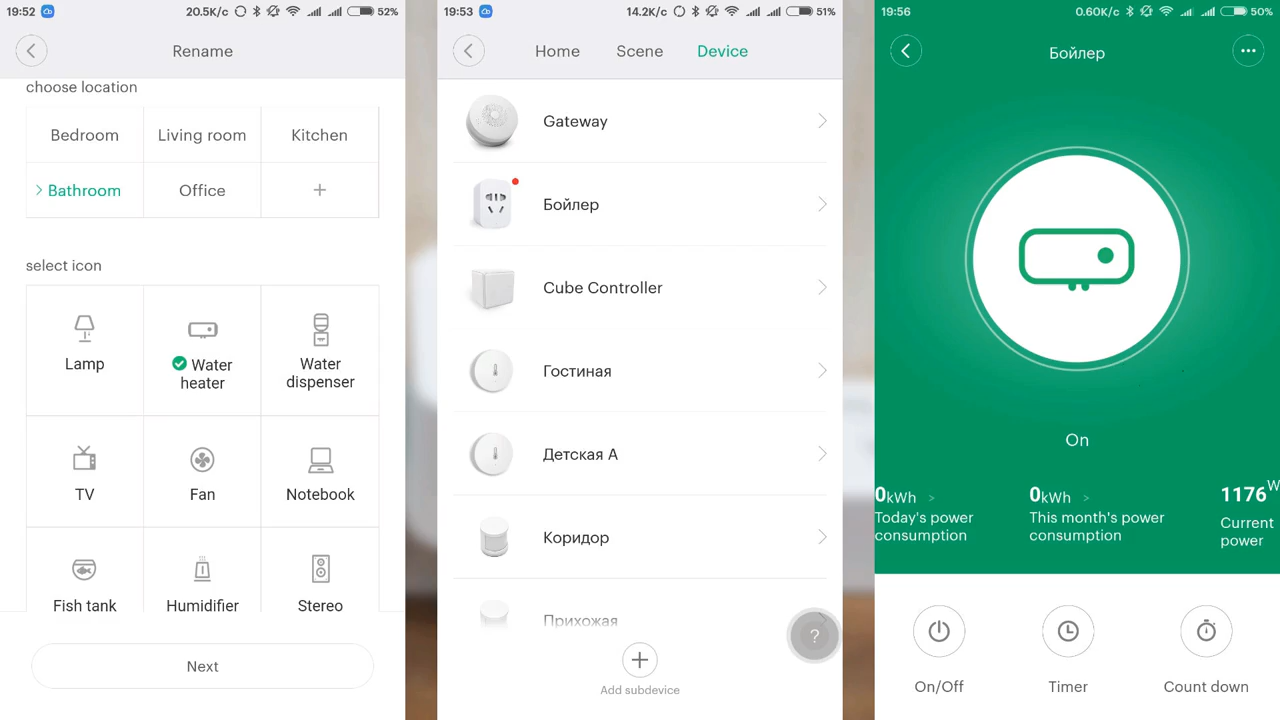 19:52
20.5K/c
52%
Rename
choose location
Bedroom
Living room
Kitchen
Bathroom
Office
select icon
Lamp
Water
heater
Water
dispenser
TV
Fan
Notebook
Fish tank
Humidifier
Stereo
Next
19:53
14.2K/c
51%
Home
Scene
Device
Gateway
Бойлер
Cube Controller
Гостиная
Детская А
Коридор
Прихожая
?
Add subdevice
19:56
0.60K/c
50%
Бойлер
On
0kWh >
Today's power
consumption
0kWh >
This month's power
consumption
1176W
Current
power
On/Off
Timer
Count down